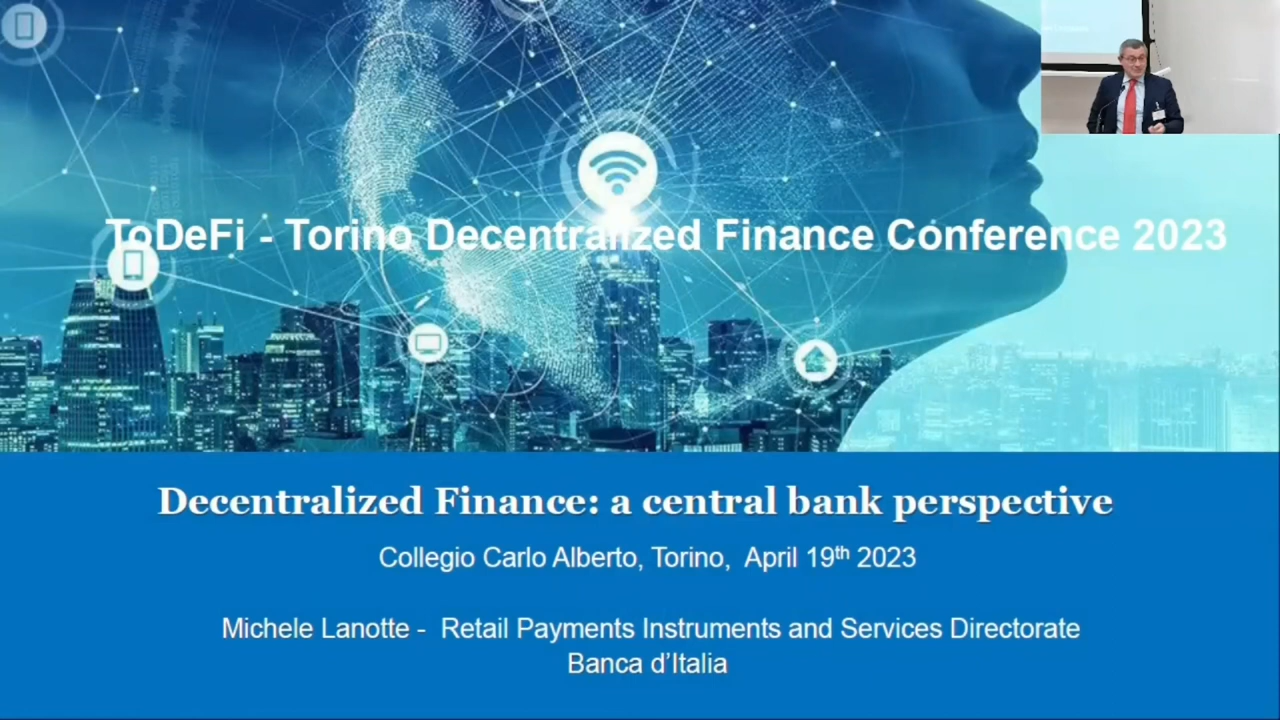 ToDeFi - Torino Decentralized Finance Conference 2023
Decentralized Finance: a central bank perspective
Collegio Carlo Alberto, Torino, April 19th 2023
Michele Lanotte - Retail Payments Instruments and Services Directorate
Banca d’Italia